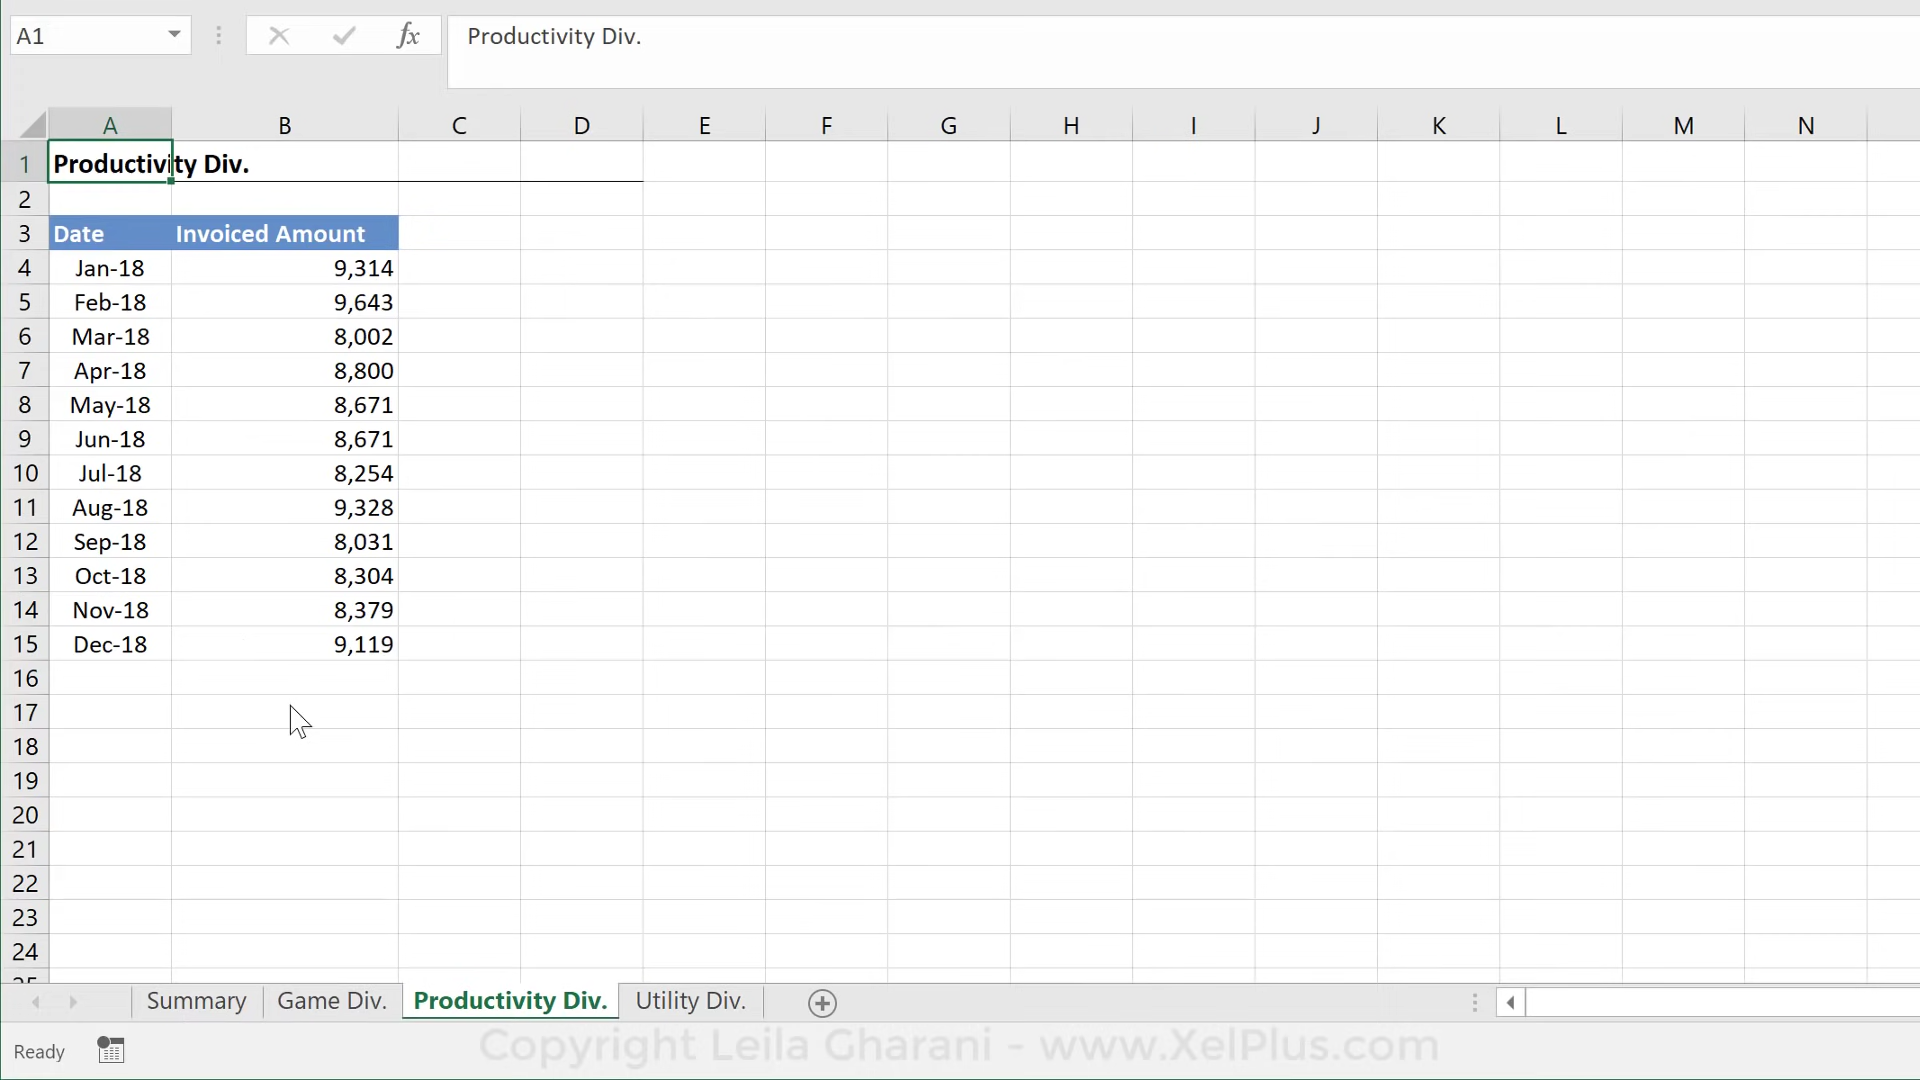 A1 fx Productivity Div.
A B C D E F G H I J K L M N
1 Productivity Div.
2
3 Date Invoiced Amount
4 Jan-18 9,314
5 Feb-18 9,643
6 Mar-18 8,002
7 Apr-18 8,800
8 May-18 8,671
9 Jun-18 8,671
10 Jul-18 8,254
11 Aug-18 9,328
12 Sep-18 8,031
13 Oct-18 8,304
14 Nov-18 8,379
15 Dec-18 9,119
16
17
18
19
20
21
22
23
24
25
Summary Game Div. Productivity Div. Utility Div.
Ready
Copyright Leila Gharani - www.XelPlus.com